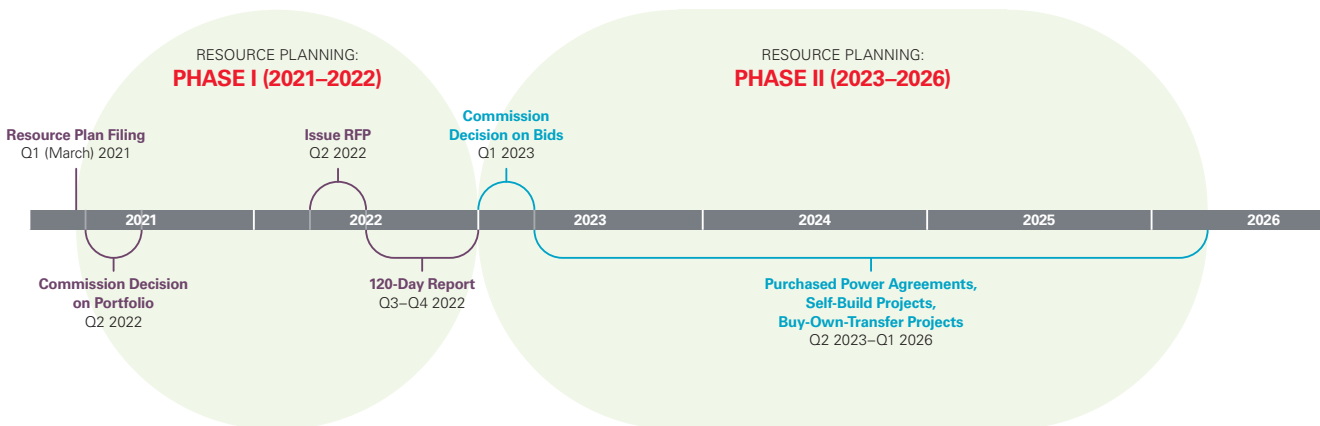 RESOURCE PLANNING:
PHASE I (2021–2022)
RESOURCE PLANNING:
PHASE II (2023–2026)
Resource Plan Filing
Q1 (March) 2021
Issue RFP
Q2 2022
Commission
Decision on Bids
Q1 2023
2021
2022
2023
2024
2025
2026
Commission Decision
on Portfolio
Q2 2022
120-Day Report
Q3–Q4 2022
Purchased Power Agreements,
Self-Build Projects,
Buy-Own-Transfer Projects
Q2 2023–Q1 2026